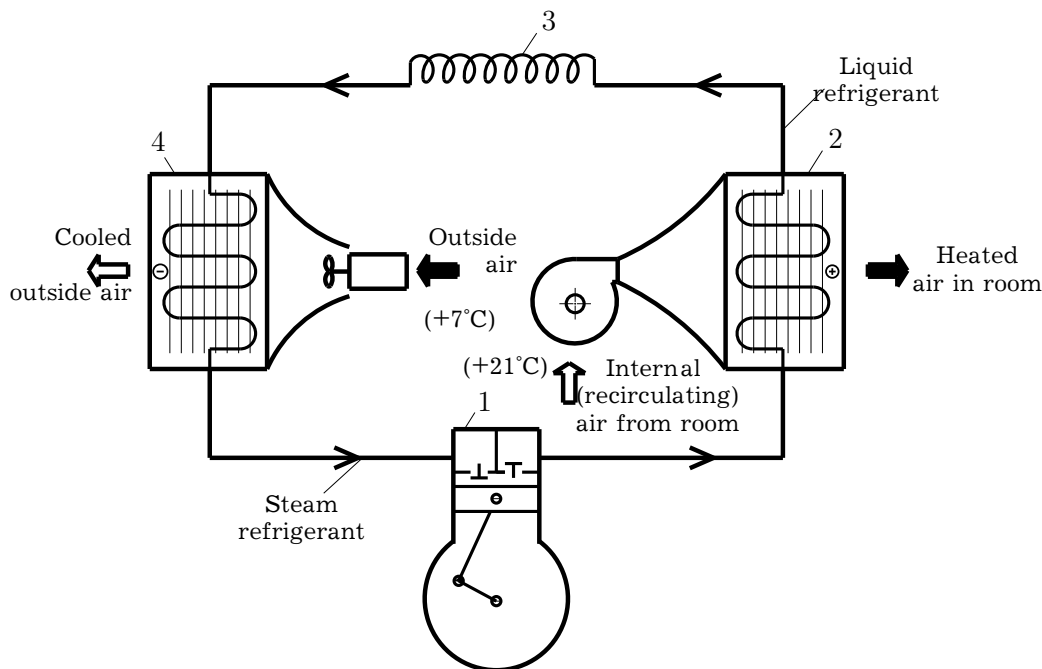 3
Liquid
refrigerant
4
2
Cooled
outside air
Outside
air
(+7°C)
Heated
air in room
(+21°C)
Internal
(recirculating)
air from room
1
Steam
refrigerant